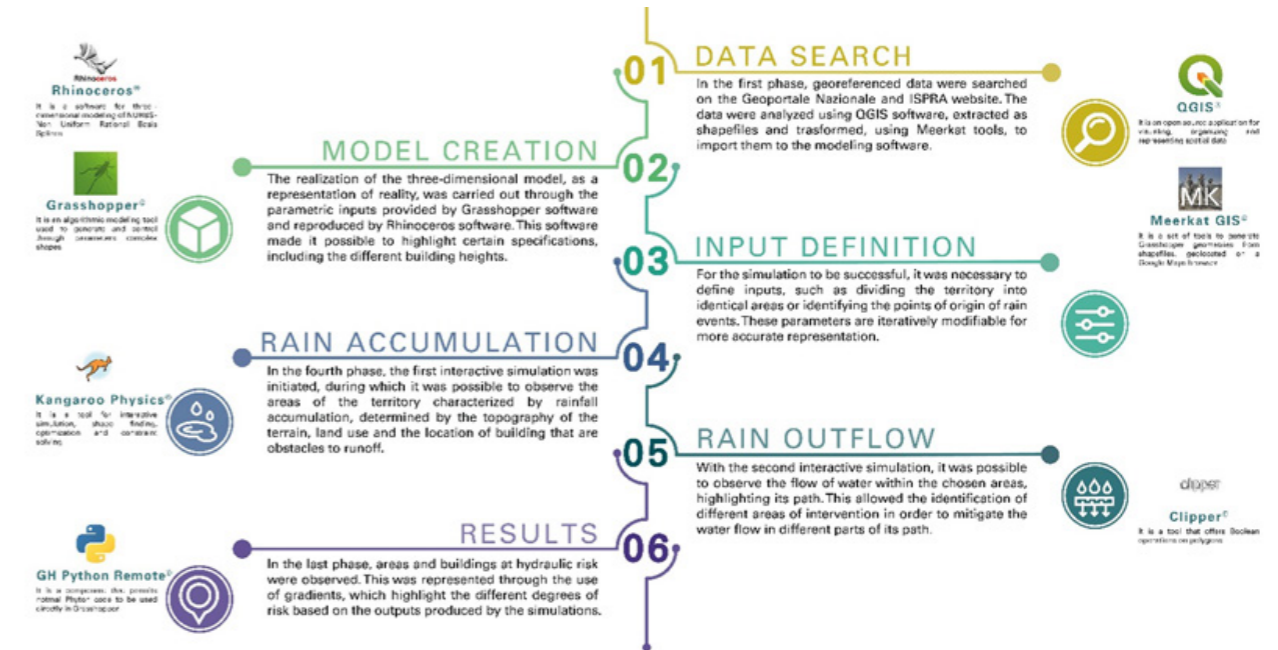 01
DATA SEARCH
In the first phase, georeferenced data were searched
on the Geoportale Nazionale and ISPRA website. The
data were analyzed using QGIS software, extracted as
shapefiles and trasformed, using Meerkat tools, to
import them to the modeling software.
QGIS®
It is an open source application for
visualing, organizing and
representing spatial data
MK
Meerkat GIS®
It is a set of tools to generate
Grasshopper geometries from
shapefiles, geolocated on a
Google Maps browser
Rhinoceros
Rhinoceros®
It is a software for three-
dimensional modeling of NURBS-
Non Uniform Rational Basis
Splines
Grasshopper®
It is an algorithmic modeling tool
used to generate and control
through parameters complex
shapes
02
MODEL CREATION
The realization of the three-dimensional model, as a
representation of reality, was carried out through the
parametric inputs provided by Grasshopper software
and reproduced by Rhinoceros software. This software
made it possible to highlight certain specifications,
including the different building heights.
03
INPUT DEFINITION
For the simulation to be successful, it was necessary to
define inputs, such as dividing the territory into
identical areas or identifying the points of origin of rain
events. These parameters are iteratively modifiable for
more accurate representation.
04
RAIN ACCUMULATION
In the fourth phase, the first interactive simulation was
initiated, during which it was possible to observe the
areas of the territory characterized by rainfall
accumulation, determined by the topography of the
terrain, land use and the location of building that are
obstacles to runoff.
Kangaroo Physics®
It is a tool for interactive
simulation, shape finding,
optimization and constraint
solving
05
RAIN OUTFLOW
With the second interactive simulation, it was possible
to observe the flow of water within the chosen areas,
highlighting its path. This allowed the identification of
different areas of intervention in order to mitigate the
water flow in different parts of its path.
clipper
Clipper®
It is a tool that offers Boolean
operations on polygons
06
RESULTS
In the last phase, areas and buildings at hydraulic risk
were observed. This was represented through the use
of gradients, which highlight the different degrees of
risk based on the outputs produced by the simulations.
GH Python Remote®
It is a component that permits
normal Phyton code to be used
directly in Grasshopper